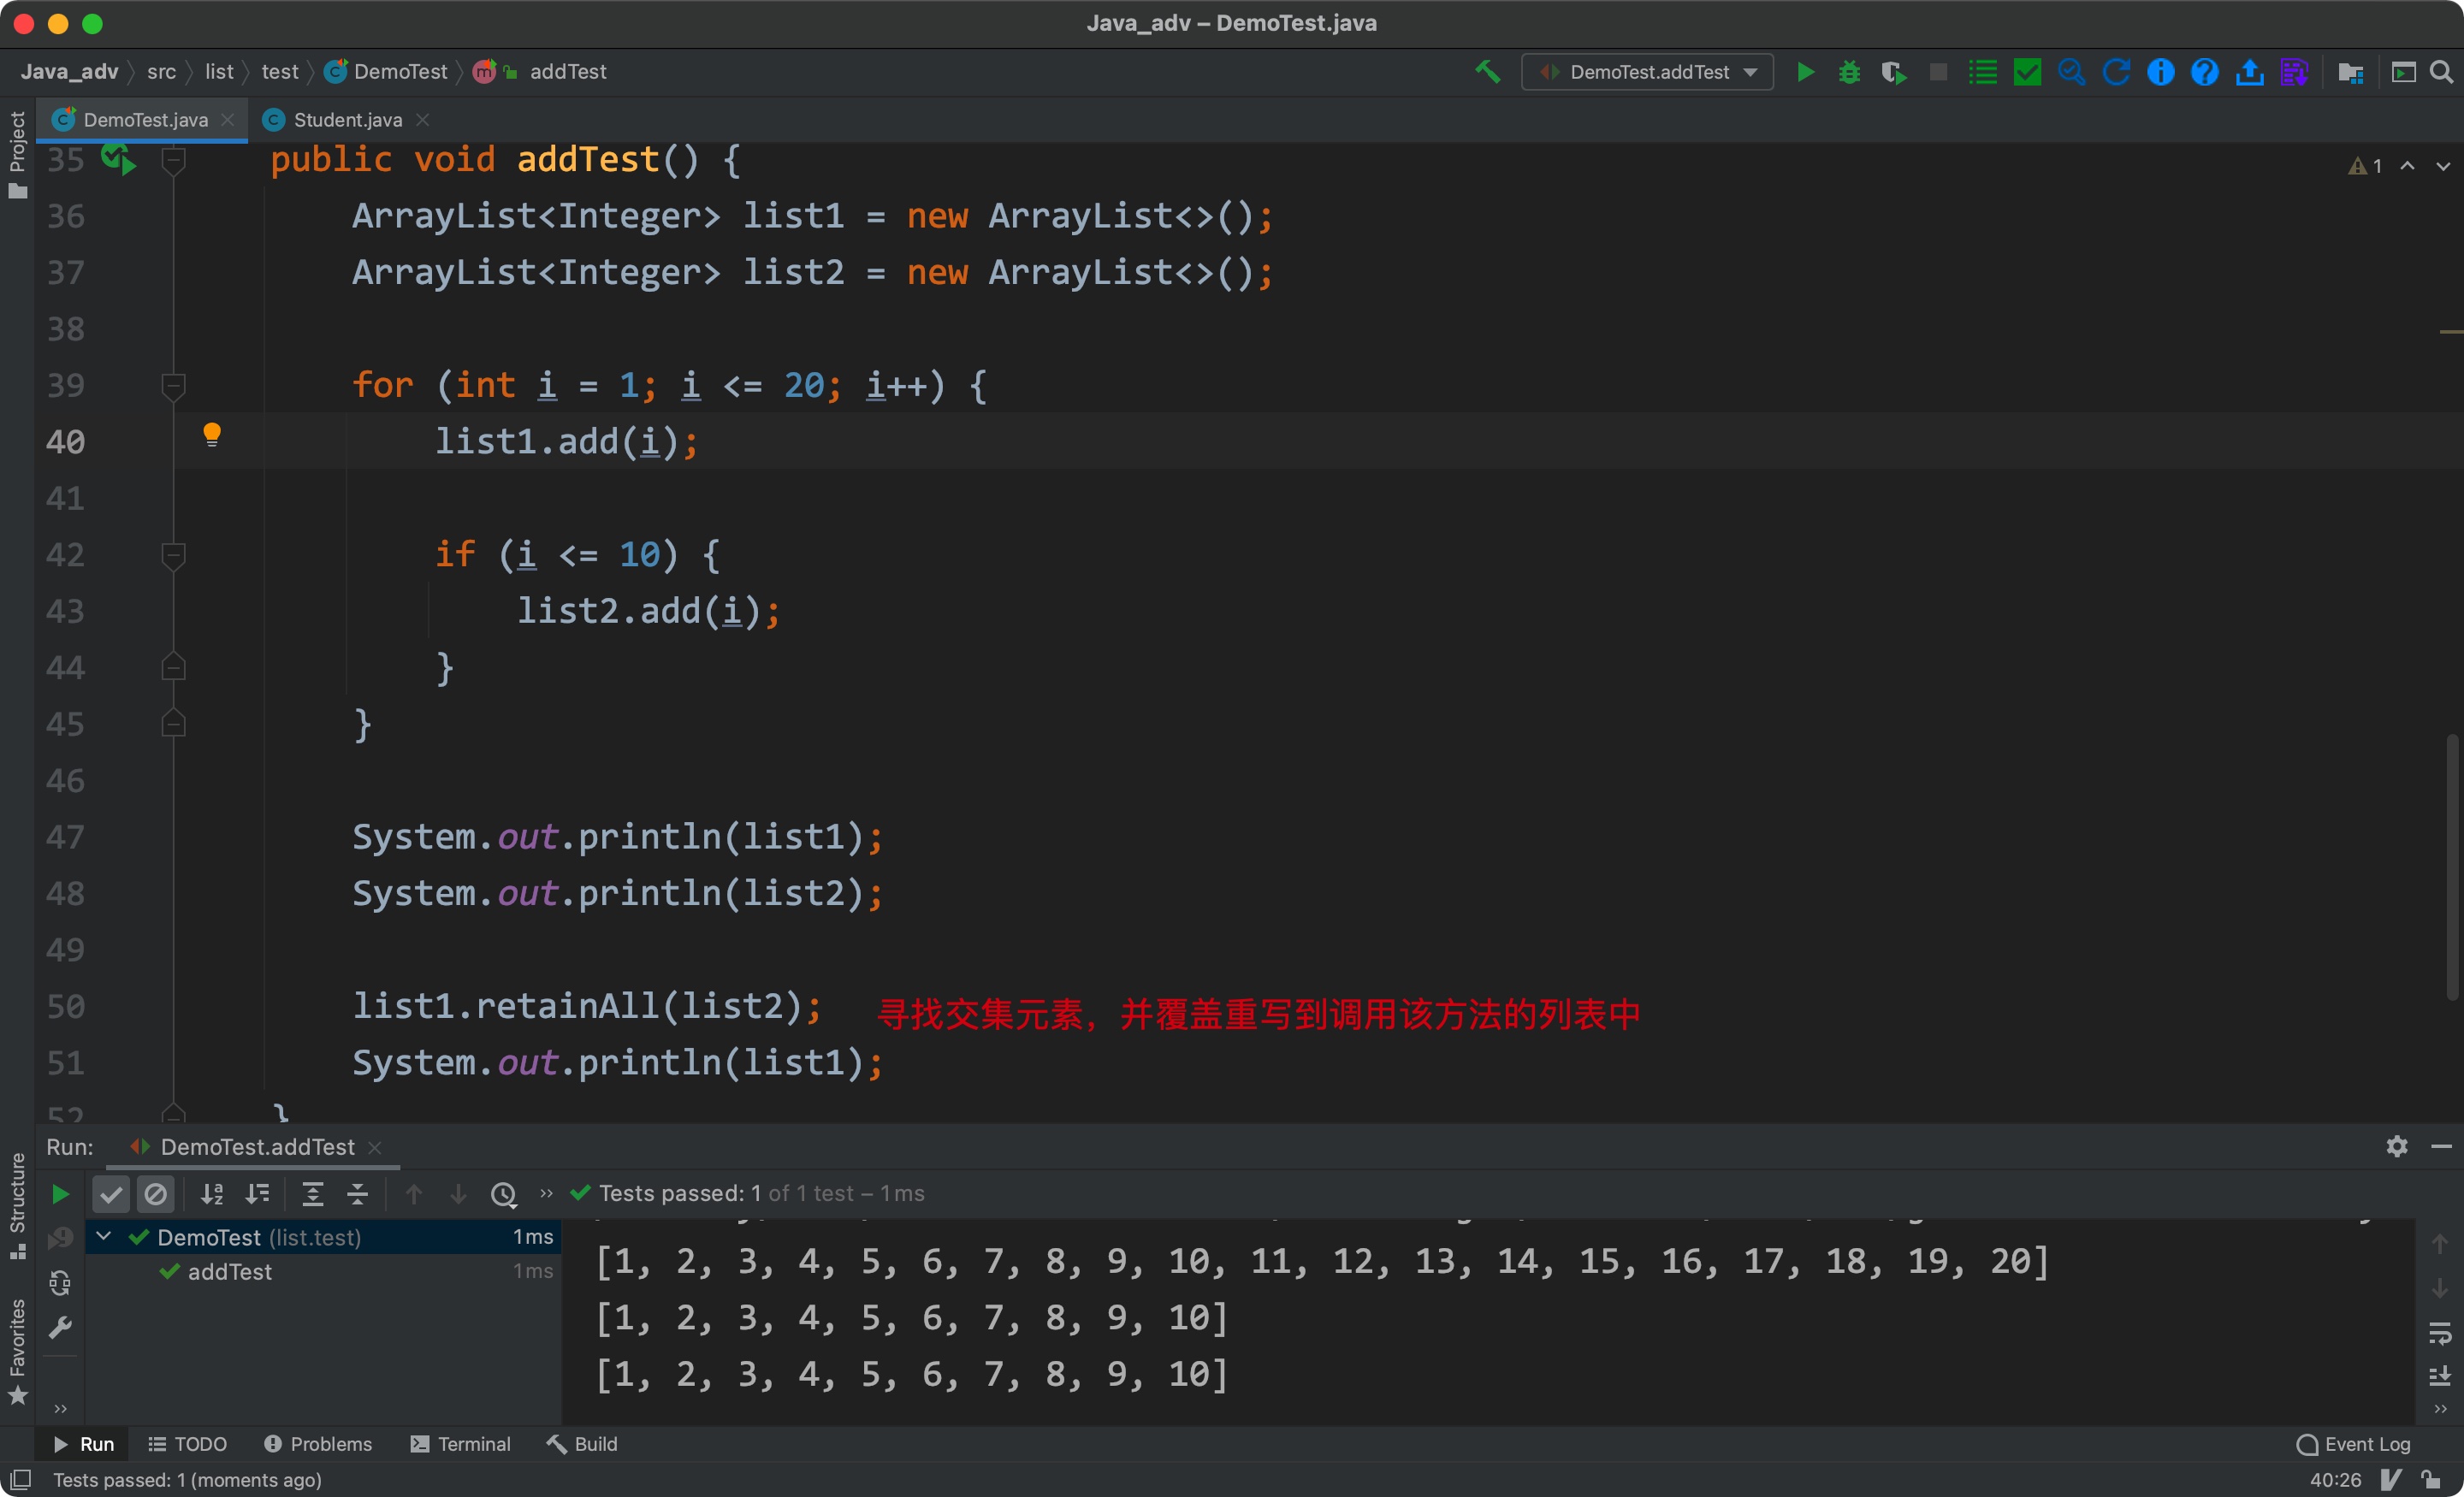 Java_adv – DemoTest.java
Java_adv src list test DemoTest addTest DemoTest.addTest
Project
DemoTest.java Student.java
35 public void addTest() {
1
36 ArrayList<Integer> list1 = new ArrayList<>();
37 ArrayList<Integer> list2 = new ArrayList<>();
38
39 for (int i = 1; i <= 20; i++) {
40 list1.add(i);
41
42 if (i <= 10) {
43 list2.add(i);
44 }
45 }
46
47 System.out.println(list1);
48 System.out.println(list2);
49
50 list1.retainAll(list2); 寻找交集元素，并覆盖重写到调用该方法的列表中
51 System.out.println(list1);
52 }
Run: DemoTest.addTest
Structure
Favorites
Tests passed: 1 of 1 test – 1 ms
DemoTest (list.test) 1 ms
addTest 1 ms
[1, 2, 3, 4, 5, 6, 7, 8, 9, 10, 11, 12, 13, 14, 15, 16, 17, 18, 19, 20]
[1, 2, 3, 4, 5, 6, 7, 8, 9, 10]
[1, 2, 3, 4, 5, 6, 7, 8, 9, 10]
Run TODO Problems Terminal Build Event Log
Tests passed: 1 (moments ago) 40:26